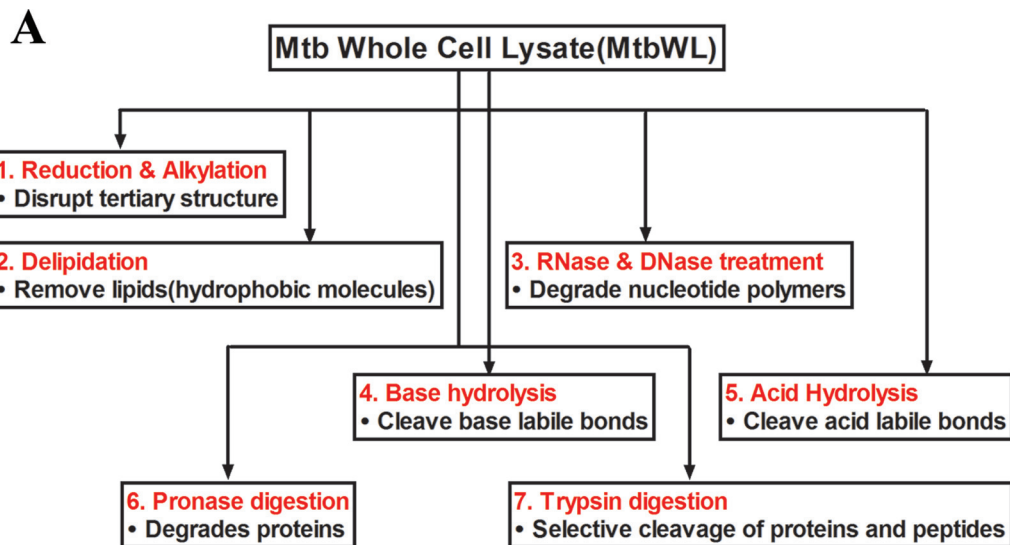 A
Mtb Whole Cell Lysate(MtbWL)
1. Reduction & Alkylation
• Disrupt tertiary structure
2. Delipidation
• Remove lipids(hydrophobic molecules)
3. RNase & DNase treatment
• Degrade nucleotide polymers
4. Base hydrolysis
• Cleave base labile bonds
5. Acid Hydrolysis
• Cleave acid labile bonds
6. Pronase digestion
• Degrades proteins
7. Trypsin digestion
• Selective cleavage of proteins and peptides